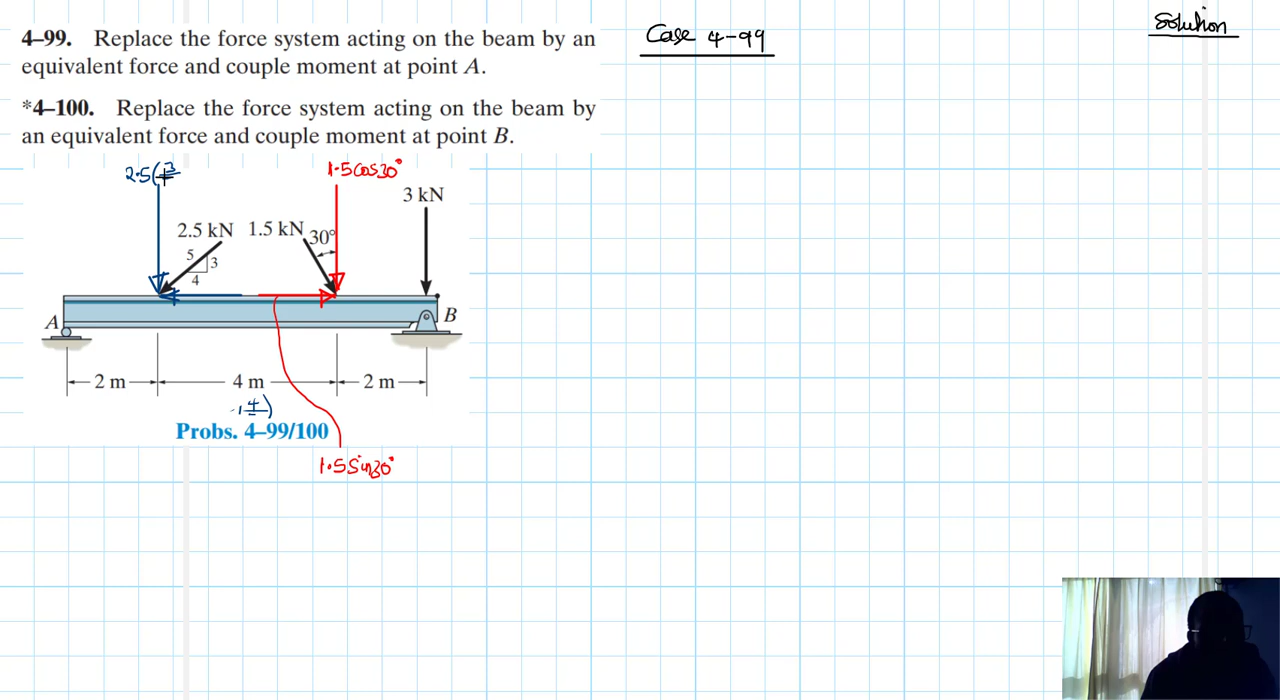 4–99. Replace the force system acting on the beam by an
equivalent force and couple moment at point A.
*4–100. Replace the force system acting on the beam by
an equivalent force and couple moment at point B.
Case 4-99
Solution
1.5cos30°
3 kN
2.5 kN
1.5 kN
30°
5
3
4
A
B
2 m
4 m
2 m
Probs. 4–99/100
1.5Sin30°